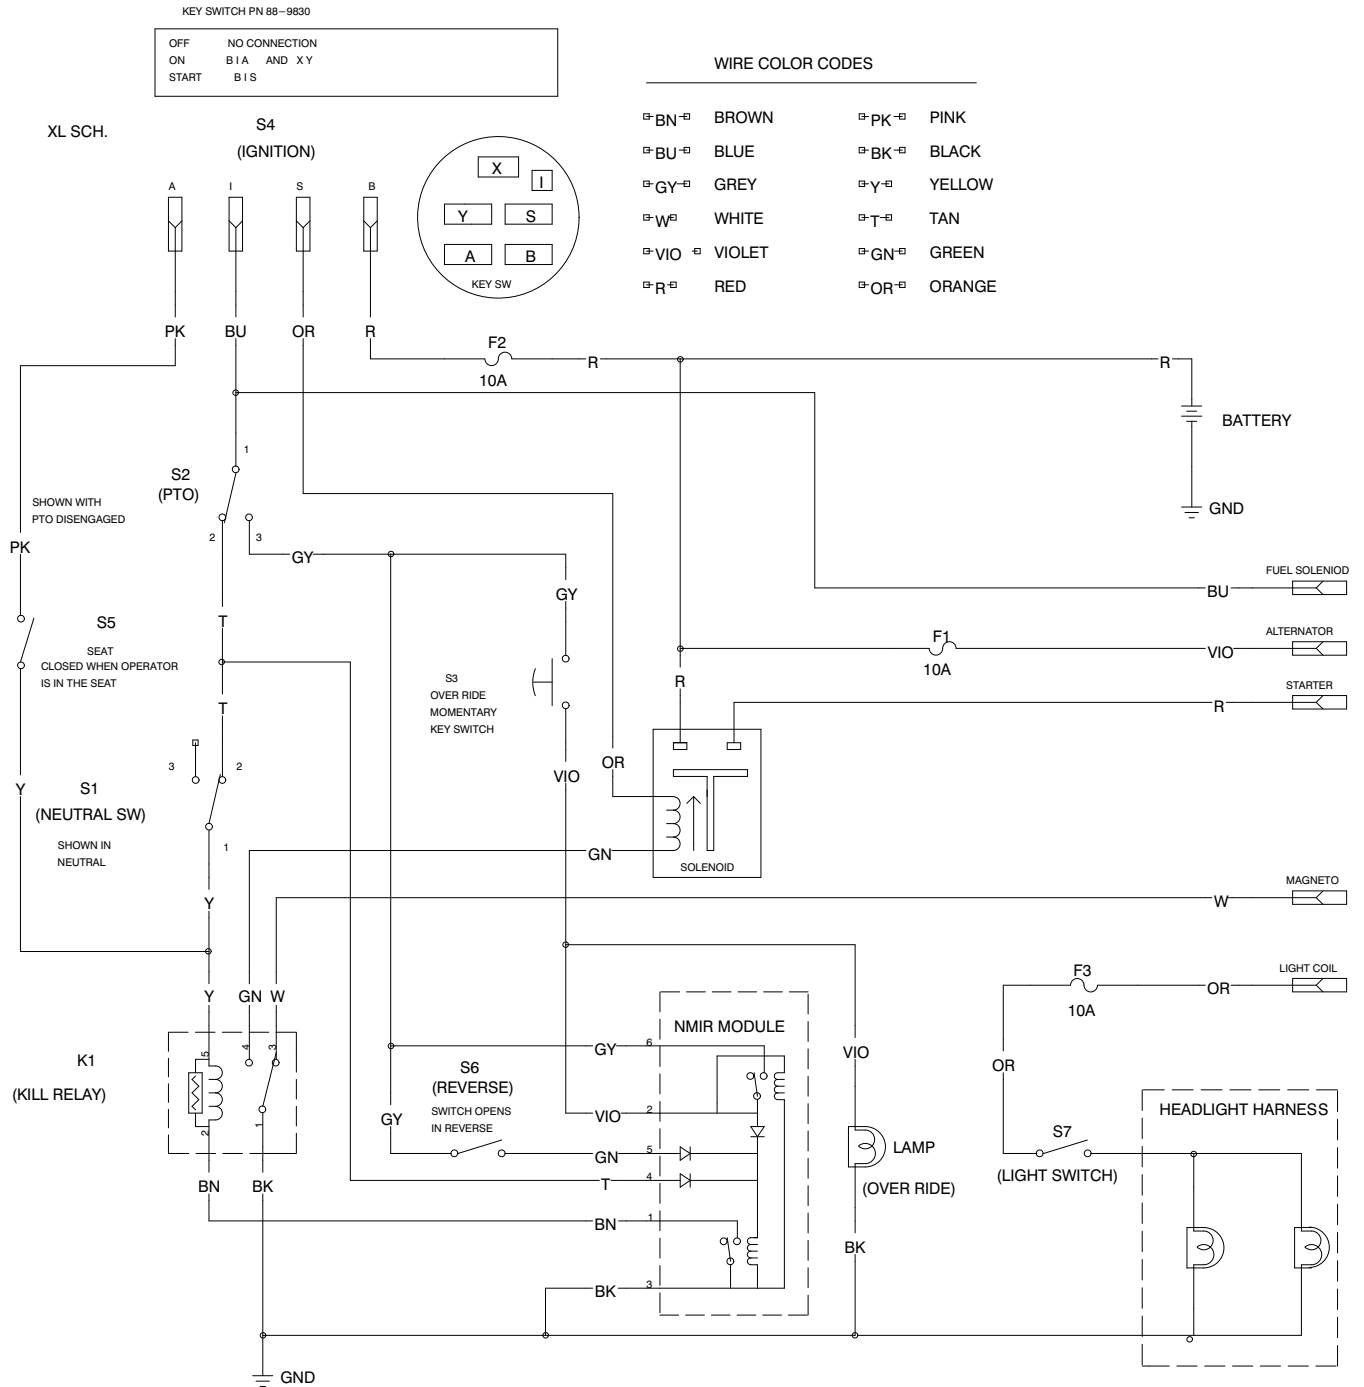 KEY SWITCH PN 88-9830
OFF NO CONNECTION
ON B I A AND X Y
START B I S
WIRE COLOR CODES
XL SCH.
S4
(IGNITION)
BN BROWN
BU BLUE
GY GREY
W WHITE
VIO VIOLET
R RED
PK PINK
BK BLACK
Y YELLOW
T TAN
GN GREEN
OR ORANGE
A I S B
X
I
Y S
A B
KEY SW
PK BU OR R
F2
10A
R
R
BATTERY
GND
1
S2
(PTO)
SHOWN WITH
PTO DISENGAGED
2 3
PK
GY
GY
FUEL SOLENIOD
BU
T
S5
SEAT
CLOSED WHEN OPERATOR
IS IN THE SEAT
F1
10A
ALTERNATOR
VIO
R
STARTER
R
T
S3
OVER RIDE
MOMENTARY
KEY SWITCH
3 2
VIO
OR
Y
S1
(NEUTRAL SW)
SHOWN IN
NEUTRAL
1
GN
SOLENOID
MAGNETO
W
Y
F3
10A
LIGHT COIL
OR
Y GN W
NMIR MODULE
K1
(KILL RELAY)
5 4 3
2 1
GY 6
S6
(REVERSE)
SWITCH OPENS
IN REVERSE
GY
VIO 2
GN 5
T 4
BN 1
BK 3
VIO
LAMP
(OVER RIDE)
BK
OR
S7
(LIGHT SWITCH)
HEADLIGHT HARNESS
BN BK
GND